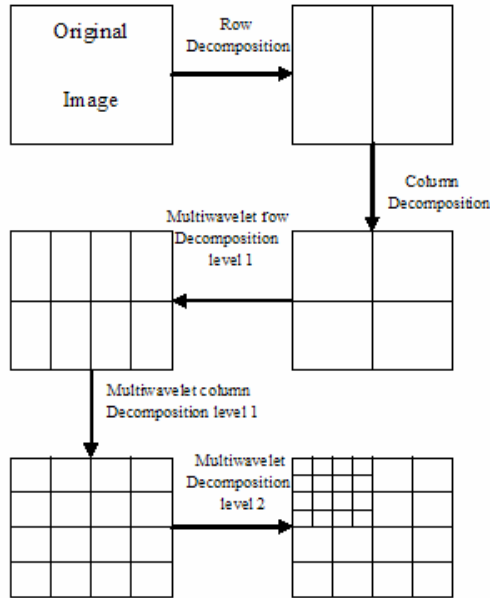 Original
Image
Row
Decomposition
Column
Decomposition
Multiwavelet row
Decomposition
level 1
Multiwavelet column
Decomposition level 1
Multiwavelet
Decomposition
level 2